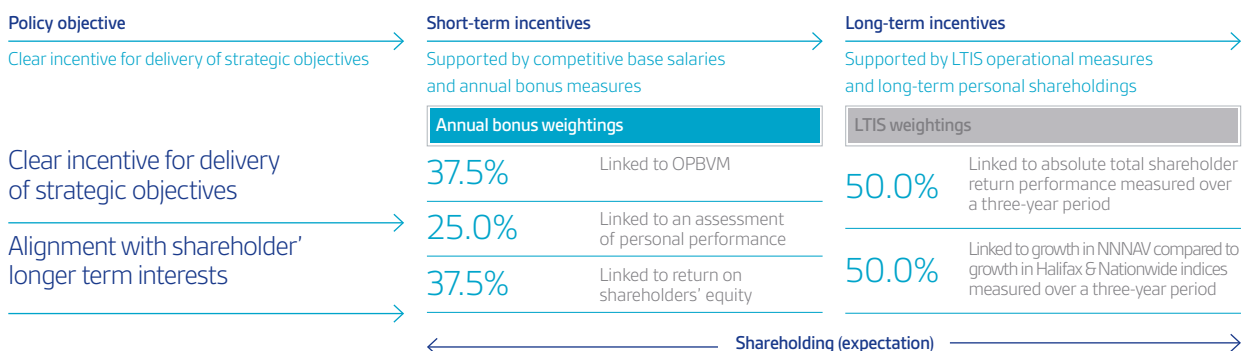 Policy objective
Clear incentive for delivery of strategic objectives
Clear incentive for delivery
of strategic objectives
Alignment with shareholder’
longer term interests
Short-term incentives
Supported by competitive base salaries
and annual bonus measures
Annual bonus weightings
37.5%
Linked to OPBVM
25.0%
Linked to an assessment
of personal performance
37.5%
Linked to return on
shareholders’ equity
Long-term incentives
Supported by LTIS operational measures
and long-term personal shareholdings
LTIS weightings
50.0%
Linked to absolute total shareholder
return performance measured over
a three-year period
50.0%
Linked to growth in NNNAV compared to
growth in Halifax & Nationwide indices
measured over a three-year period
Shareholding (expectation)